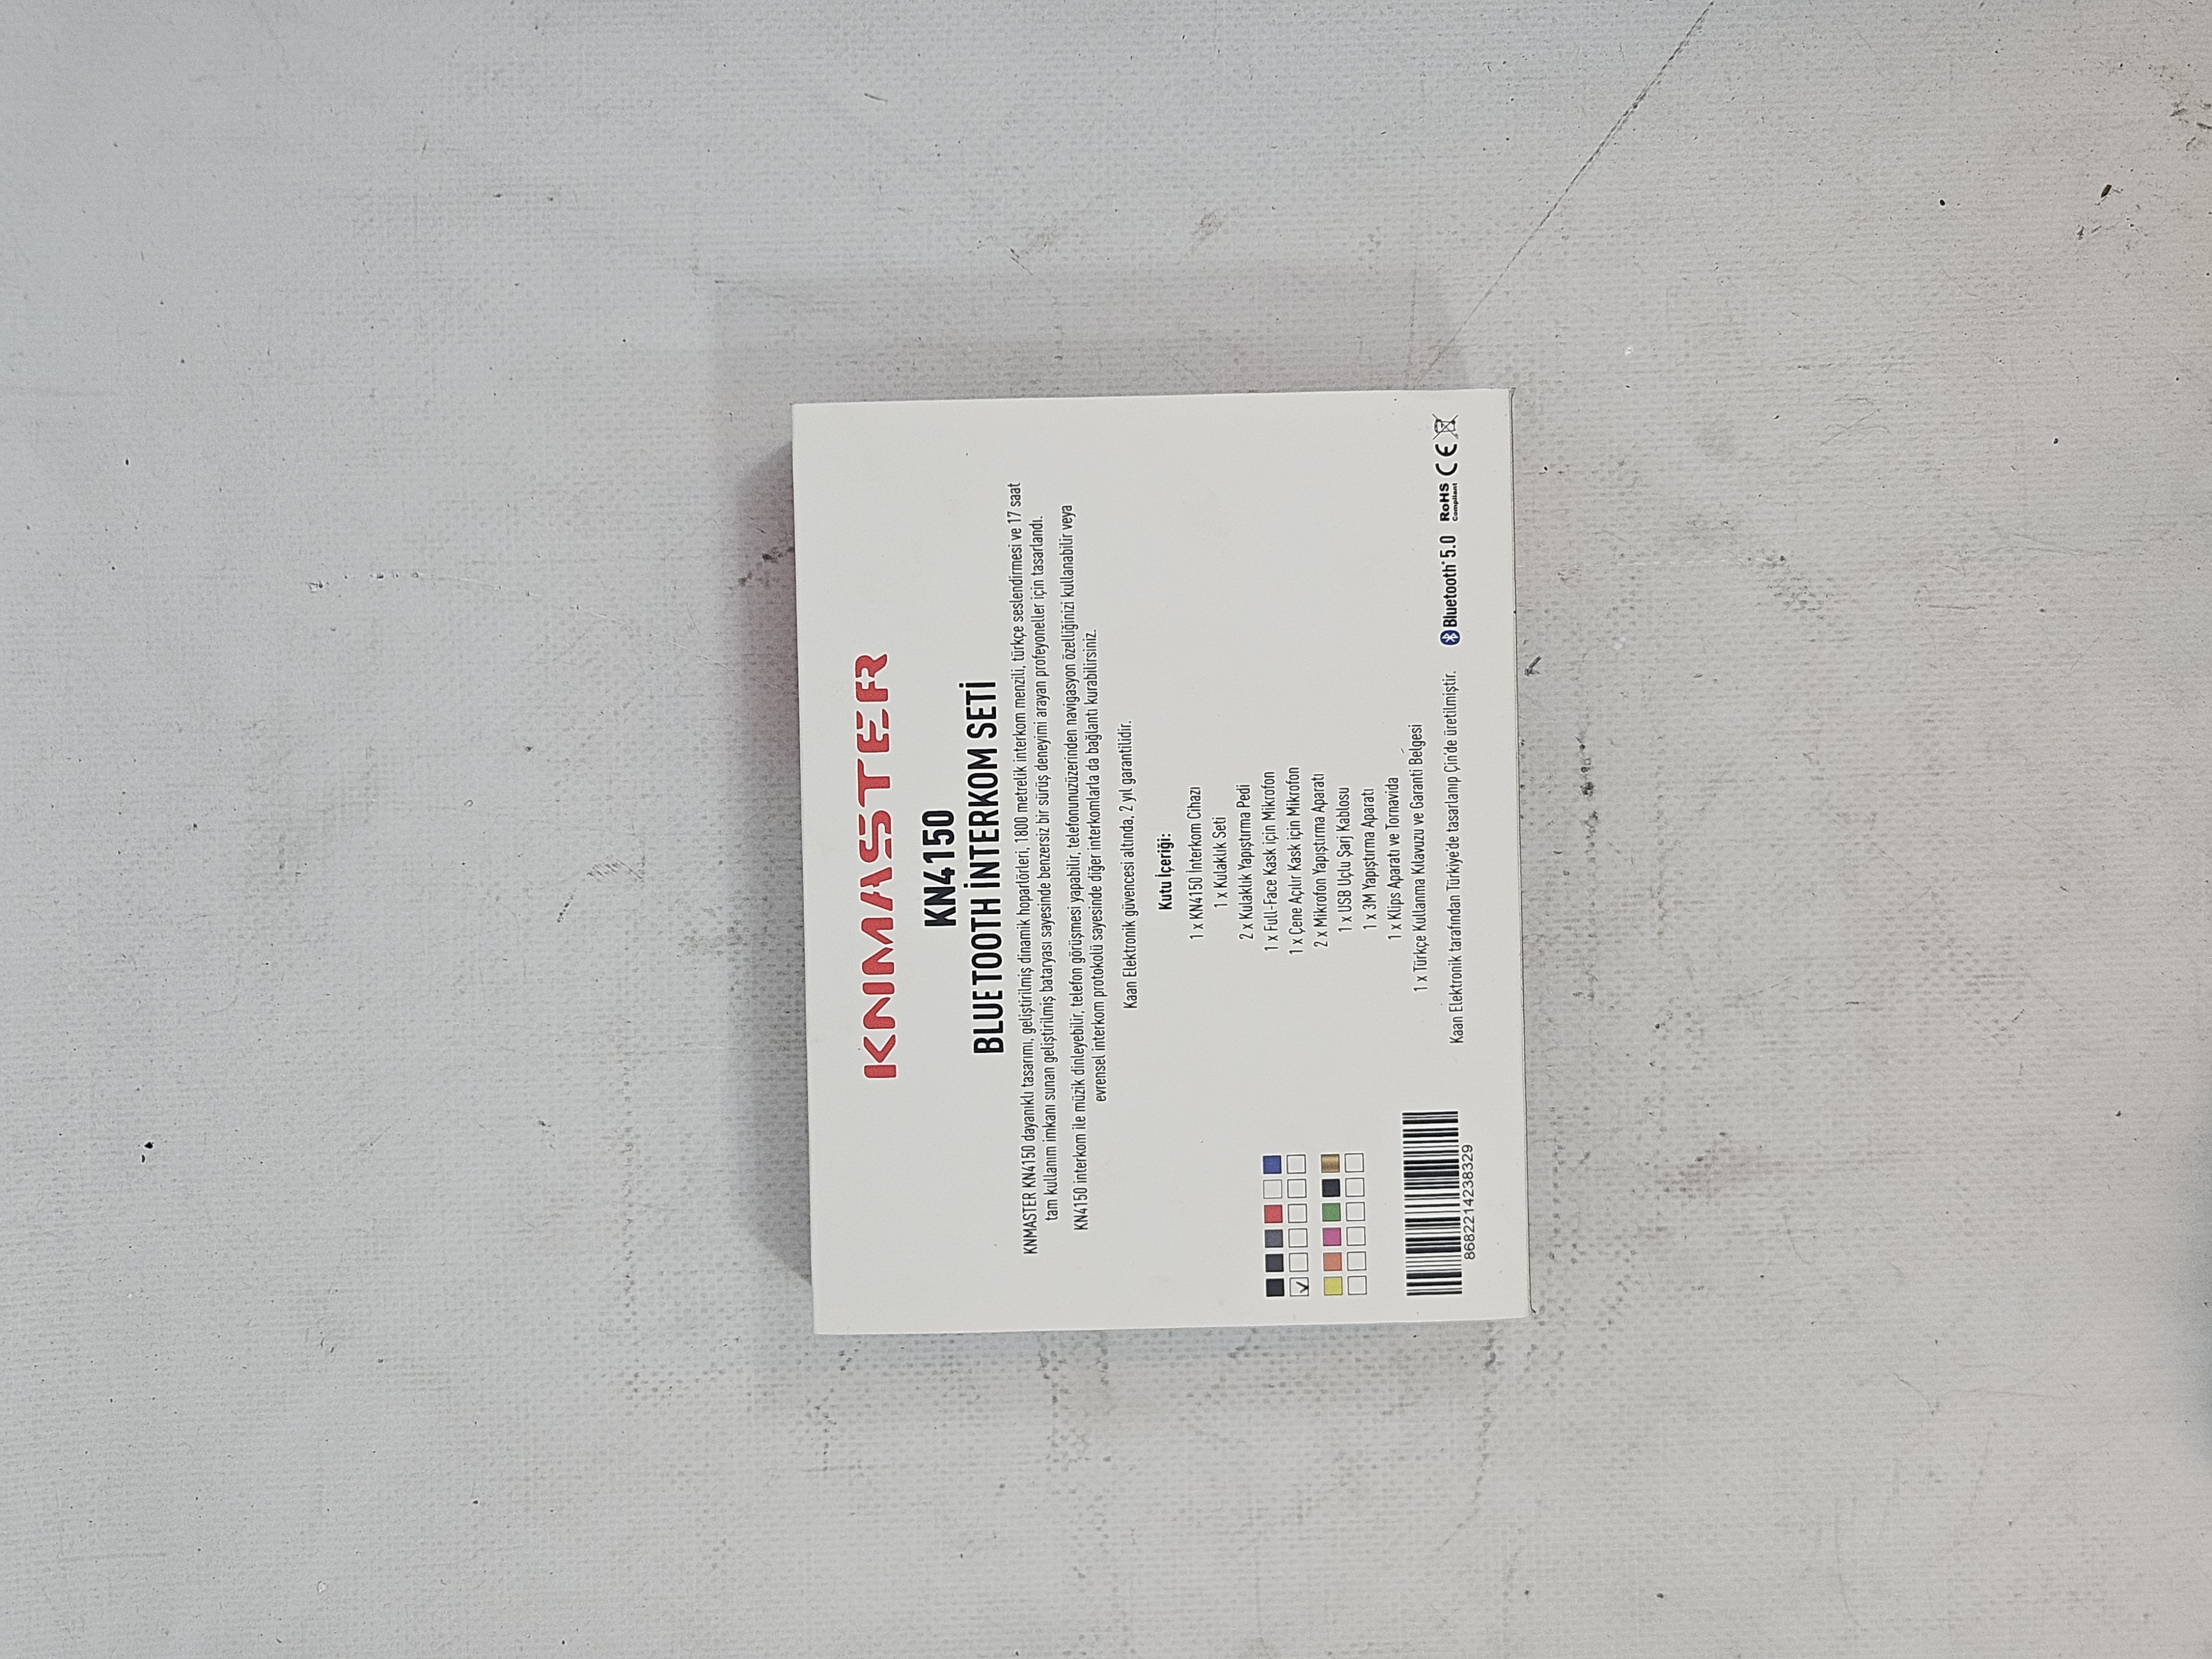 KNMASTER
KN4150
BLUETOOTH İNTERKOM SETİ
KNMASTER KN4150 dayanıklı tasarımı, geliştirilmiş dinamik hoparlörleri, 1800 metrelik interkom menzili, türkçe seslendirmesi ve 17 saat
tam kullanım imkanı sunan geliştirilmiş bataryası sayesinde benzersiz bir sürüş deneyimi arayan profeyoneller için tasarlandı.
KN4150 interkom ile müzik dinleyebilir, telefon görüşmesi yapabilir, telefonunuzüzerinden navigasyon özelliğinizi kullanabilir veya
evrensel interkom protokolü sayesinde diğer interkomlarla da bağlantı kurabilirsiniz.
Kaan Elektronik güvencesi altında, 2 yıl garantilidir.
Kutu İçeriği:
1 x KN4150 İnterkom Cihazı
1 x Kulaklık Seti
2 x Kulaklık Yapıştırma Pedi
1 x Full-Face Kask için Mikrofon
1 x Çene Açılır Kask için Mikrofon
2 x Mikrofon Yapıştırma Aparatı
1 x USB Uçlu Şarj Kablosu
1 x 3M Yapıştırma Aparatı
1 x Klips Aparatı ve Tornavida
1 x Türkçe Kullanma Kılavuzu ve Garanti Belgesi
Kaan Elektronik tarafından Türkiye'de tasarlanıp Çin'de üretilmiştir.
Bluetooth® 5.0
RoHS
Compliant
CE
8682214238329